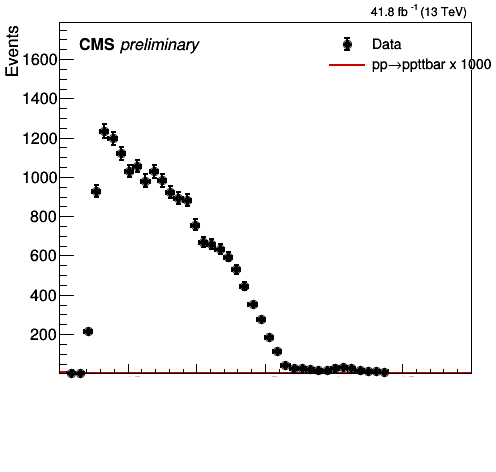 41.8 fb⁻¹ (13 TeV)
Events
CMS preliminary
Data
pp→ppttbar x 1000
1600
1400
1200
1000
800
600
400
200